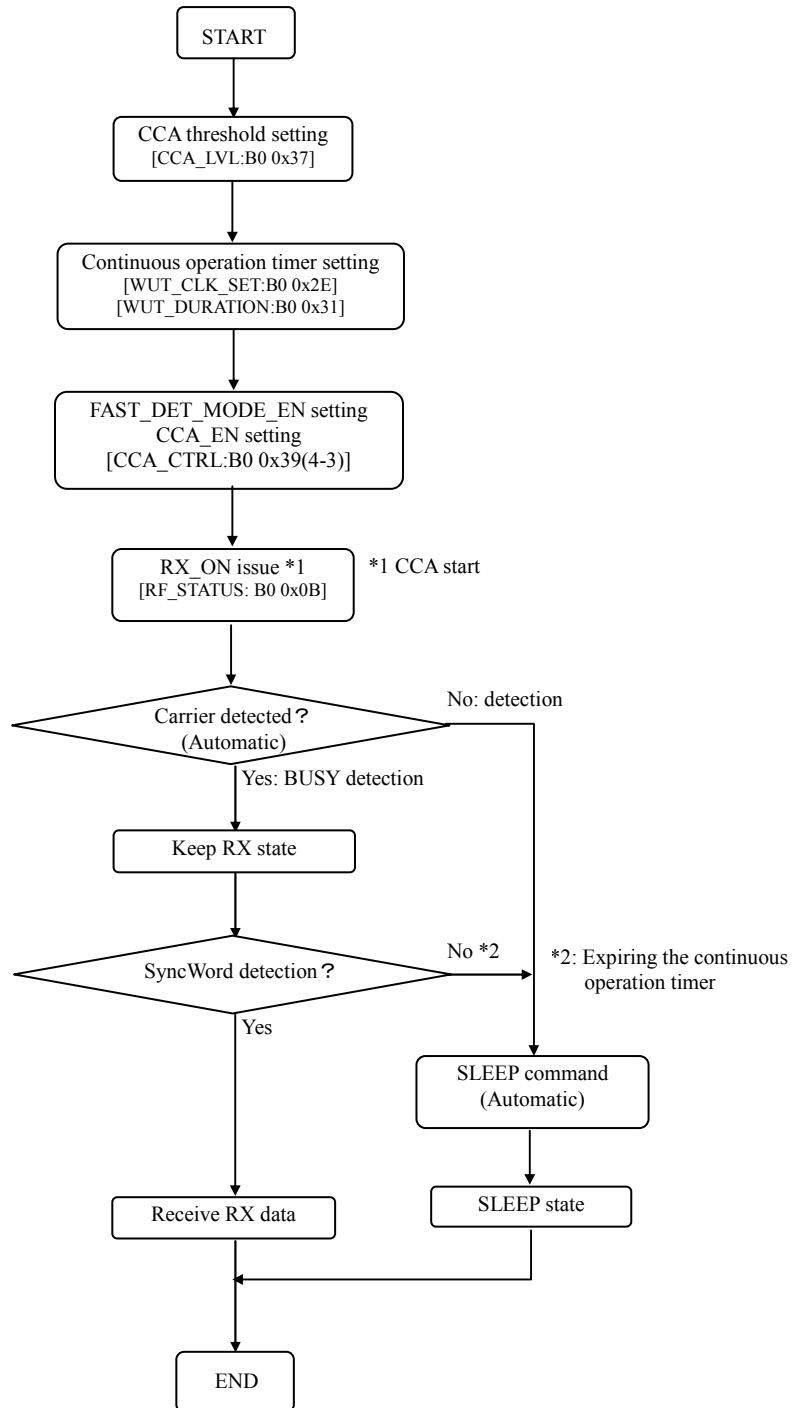 START
CCA threshold setting
[CCA_LVL:B0 0x37]
Continuous operation timer setting
[WUT_CLK_SET:B0 0x2E]
[WUT_DURATION:B0 0x31]
FAST_DET_MODE_EN setting
CCA_EN setting
[CCA_CTRL:B0 0x39(4-3)]
RX_ON issue *1
[RF_STATUS: B0 0x0B]
*1 CCA start
Carrier detected？
(Automatic)
No: detection
Yes: BUSY detection
Keep RX state
SyncWord detection？
No *2
*2: Expiring the continuous
operation timer
Yes
SLEEP command
(Automatic)
Receive RX data
SLEEP state
END